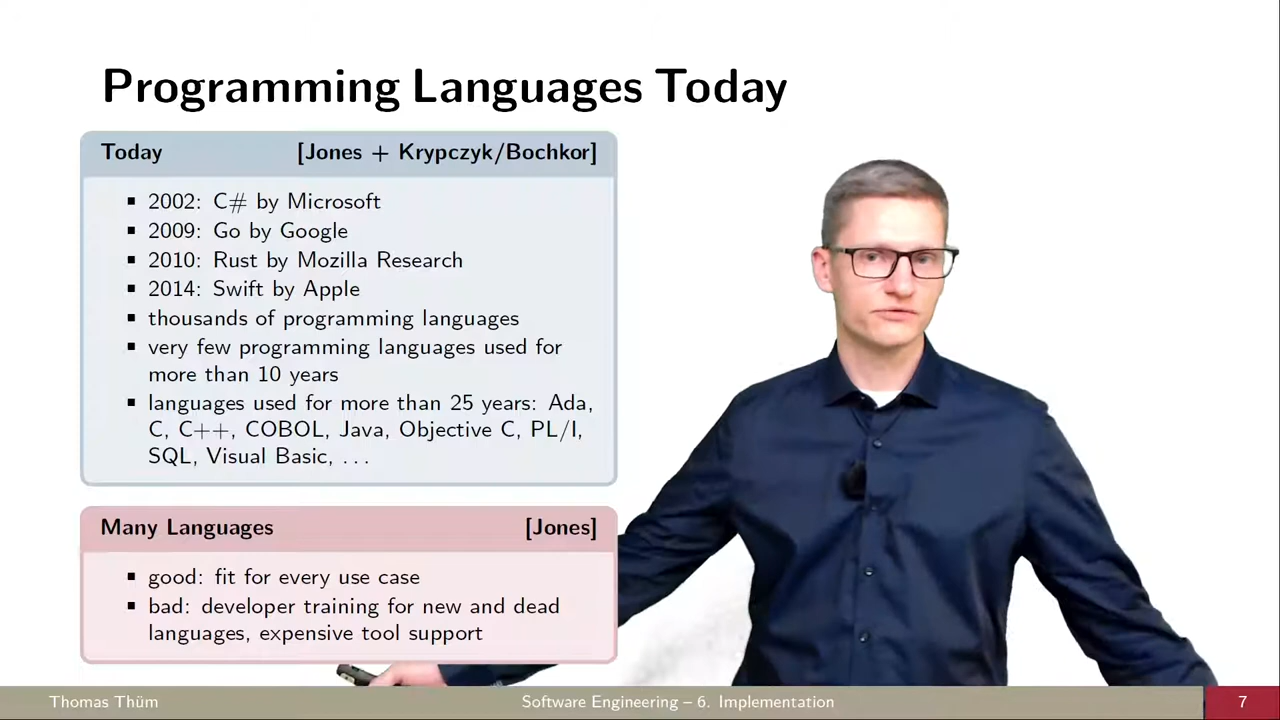 Programming Languages Today
Today [Jones + Krypczyk/Bochkor]
▪ 2002: C# by Microsoft
▪ 2009: Go by Google
▪ 2010: Rust by Mozilla Research
▪ 2014: Swift by Apple
▪ thousands of programming languages
▪ very few programming languages used for
more than 10 years
▪ languages used for more than 25 years: Ada,
C, C++, COBOL, Java, Objective C, PL/I,
SQL, Visual Basic, ...
Many Languages [Jones]
▪ good: fit for every use case
▪ bad: developer training for new and dead
languages, expensive tool support
Thomas Thüm Software Engineering – 6. Implementation 7